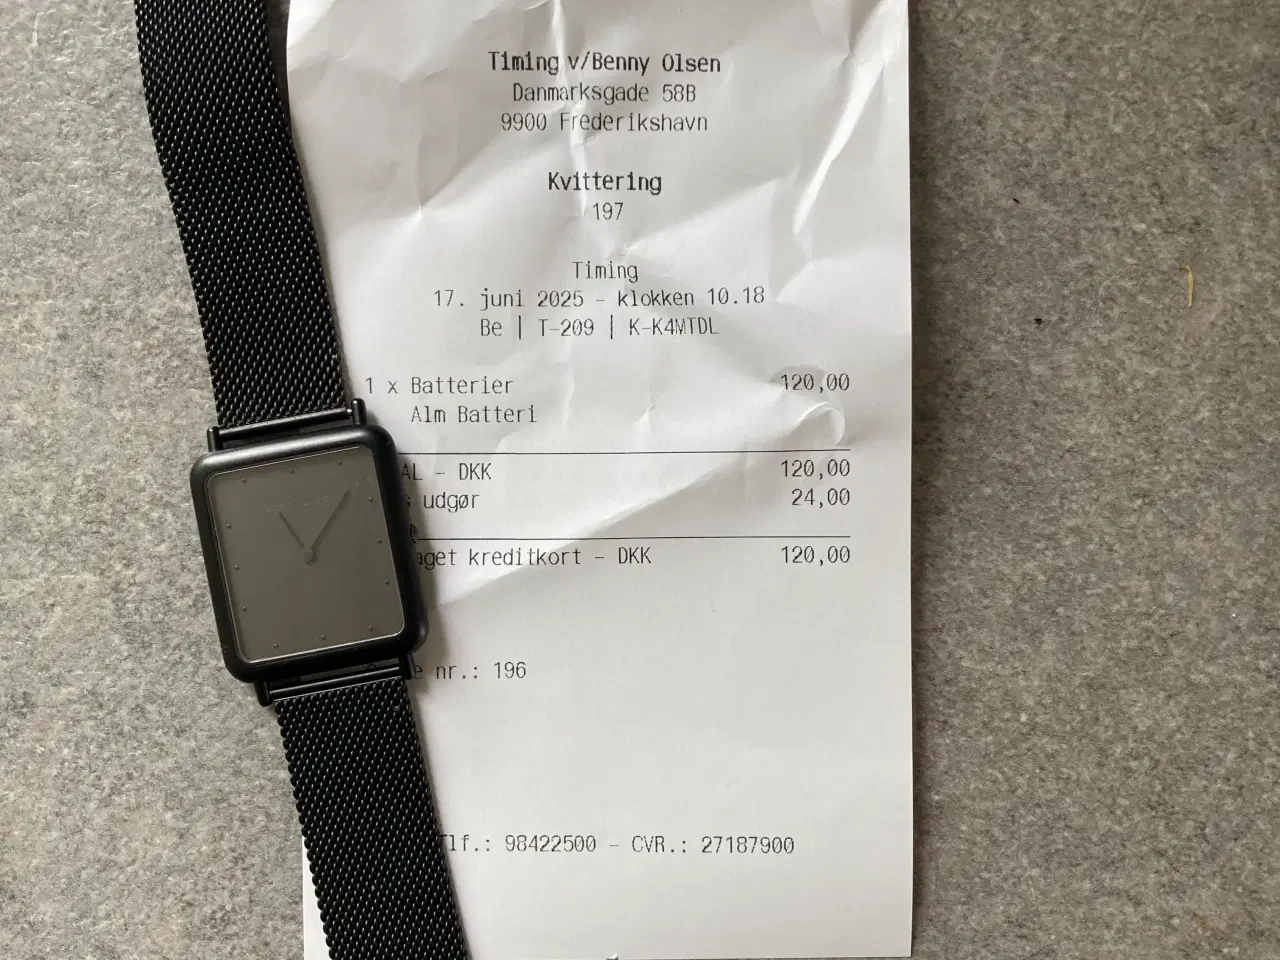 Timing v/Benny Olsen
Danmarksgade 58B
9900 Frederikshavn
Kvittering
197
Timing
17. juni 2025 - klokken 10.18
Be | T-209 | K-K4MTDL
1 x Batterier 120,00
Alm Batteri
AL - DKK 120,00
udgør 24,00
aget kreditkort - DKK 120,00
e nr.: 196
Tlf.: 98422500 - CVR.: 27187900